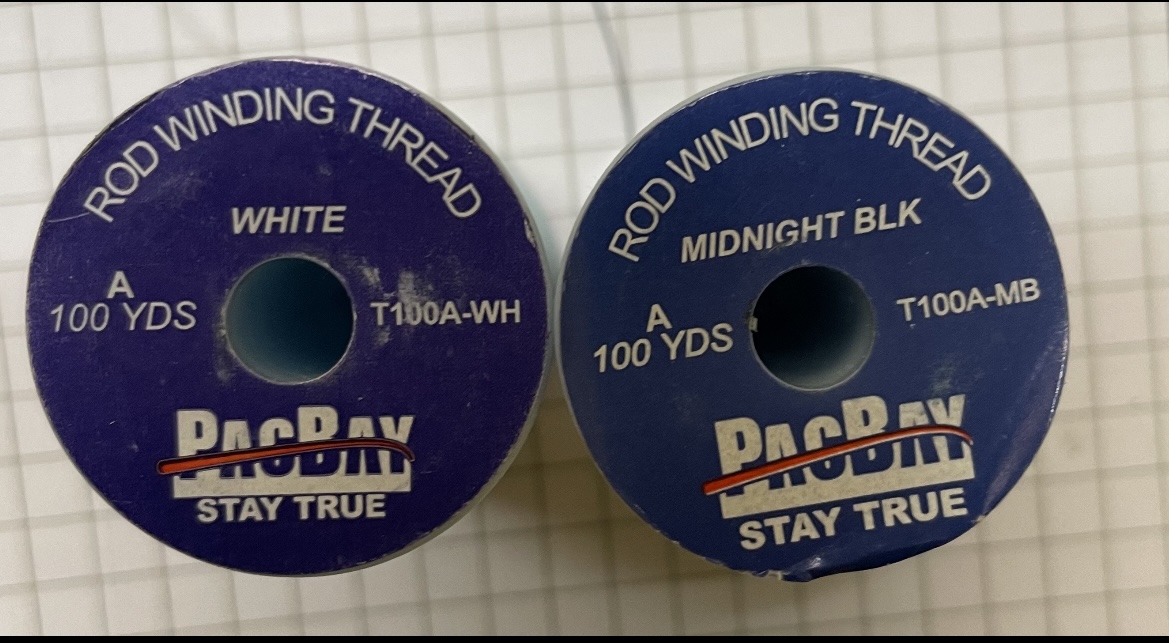 ROD WINDING THREAD
WHITE
A
100 YDS
T100A-WH
PACBAY
STAY TRUE
ROD WINDING THREAD
MIDNIGHT BLK
A
100 YDS
T100A-MB
PACBAY
STAY TRUE